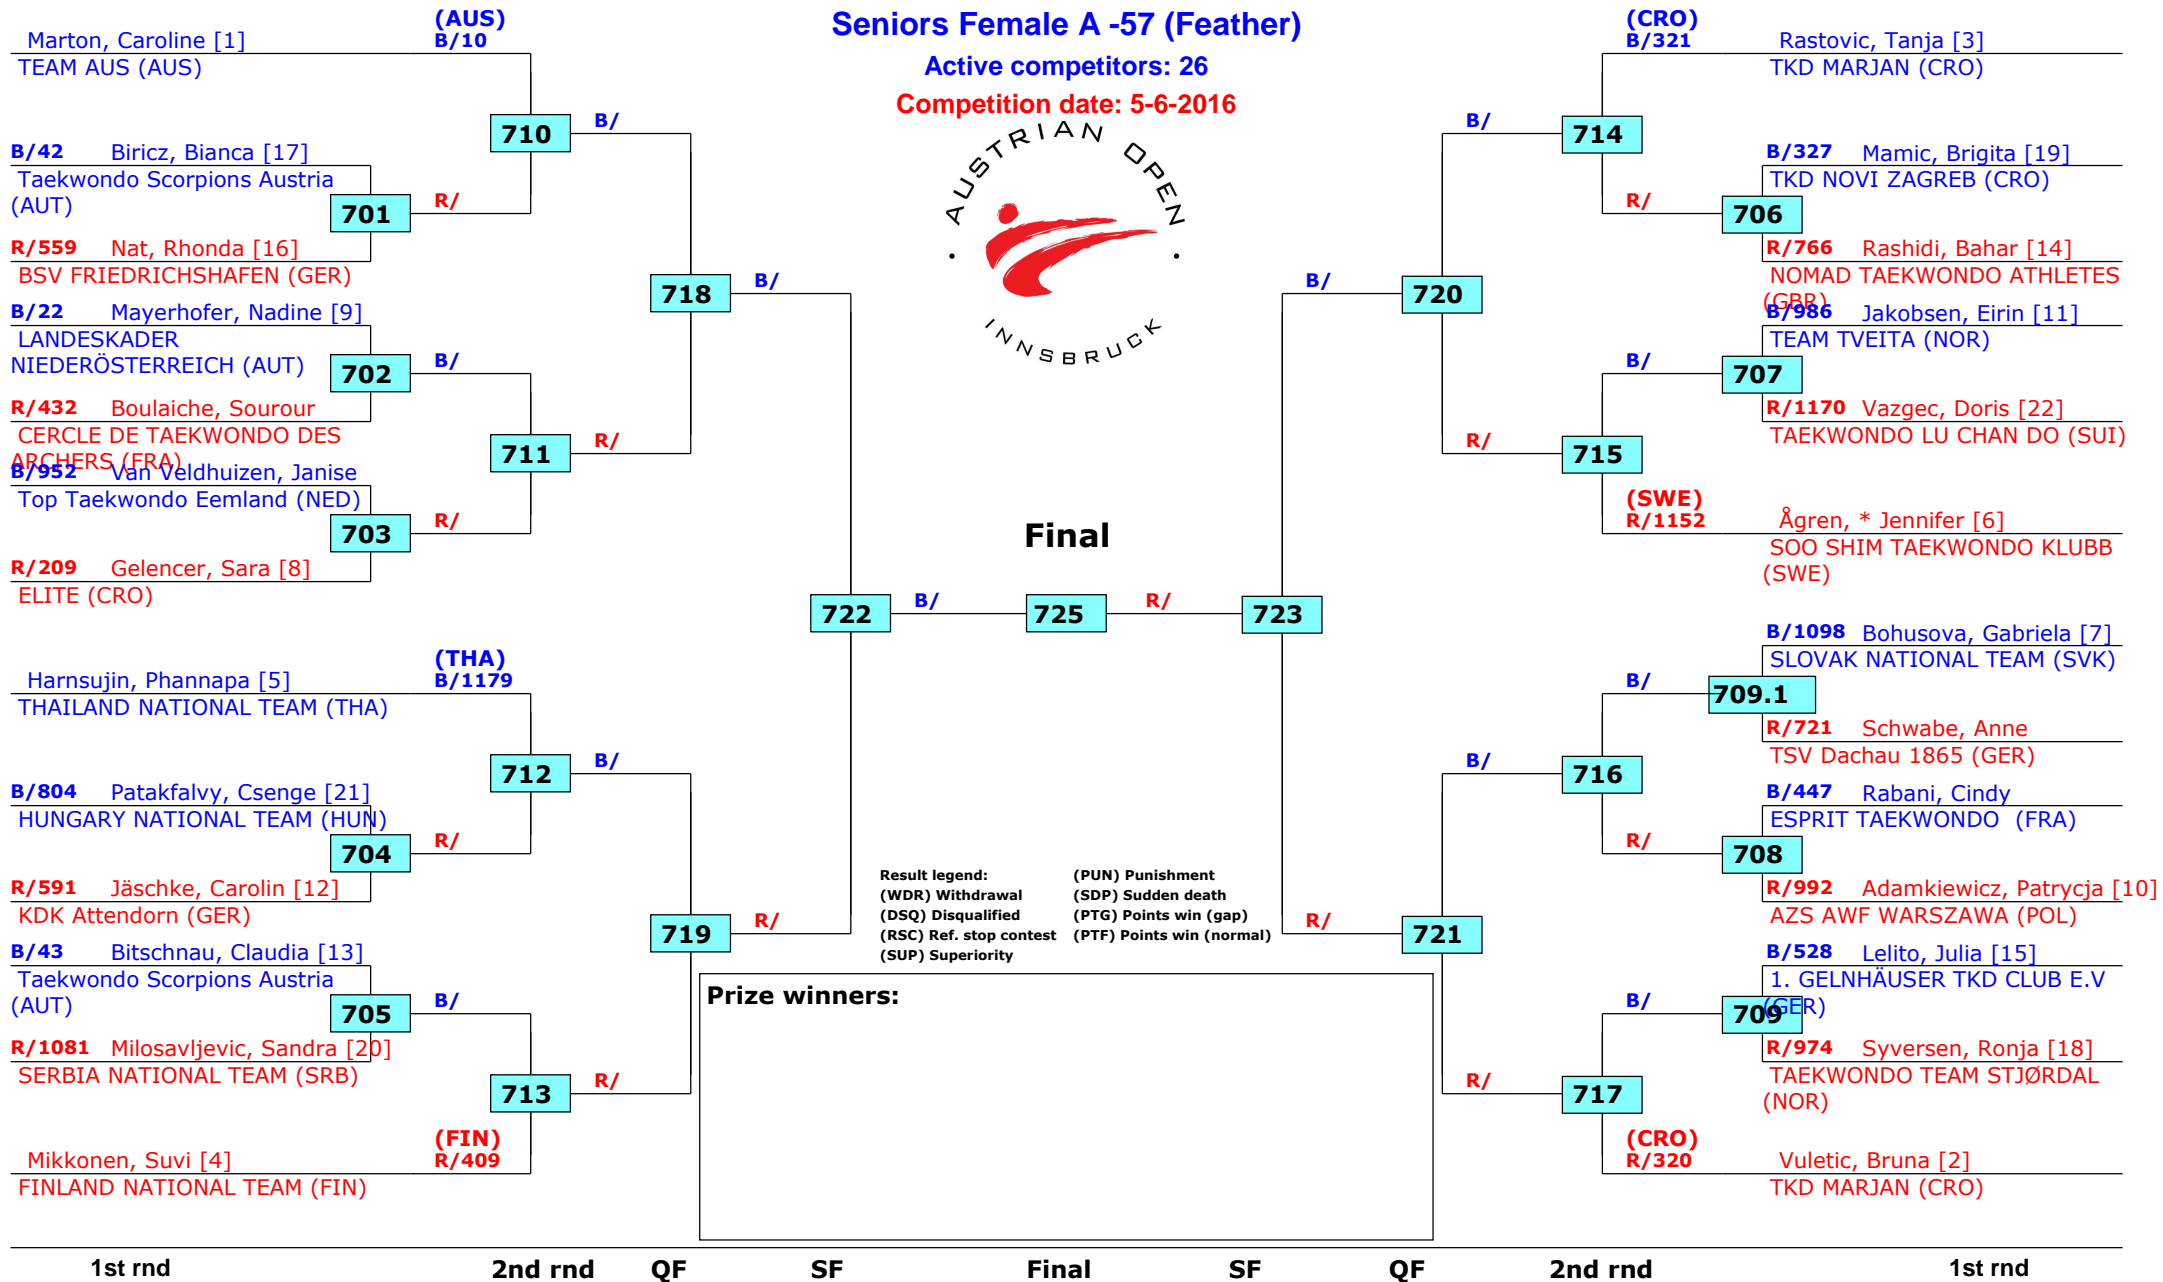 Seniors Female A -57 (Feather)
Active competitors: 26
Competition date: 5-6-2016
AUSTRIAN OPEN
INNSBRUCK
(AUS)
Marton, Caroline [1] B/10
TEAM AUS (AUS)
710
B/
B/42 Biricz, Bianca [17]
Taekwondo Scorpions Austria
(AUT)
701
R/
R/559 Nat, Rhonda [16]
BSV FRIEDRICHSHAFEN (GER)
718
B/
B/22 Mayerhofer, Nadine [9]
LANDESKADER
NIEDERÖSTERREICH (AUT)
702
B/
R/432 Boulaiche, Sourour
CERCLE DE TAEKWONDO DES
ARCHERS (FRA)
711
R/
B/952 Van Veldhuizen, Janise
Top Taekwondo Eemland (NED)
703
R/
R/209 Gelencer, Sara [8]
ELITE (CRO)
(THA)
Harnsujin, Phannapa [5] B/1179
THAILAND NATIONAL TEAM (THA)
712
B/
B/804 Patakfalvy, Csenge [21]
HUNGARY NATIONAL TEAM (HUN)
704
R/
R/591 Jäschke, Carolin [12]
KDK Attendorn (GER)
719
R/
B/43 Bitschnau, Claudia [13]
Taekwondo Scorpions Austria
(AUT)
705
B/
R/1081 Milosavljevic, Sandra [20]
SERBIA NATIONAL TEAM (SRB)
713
R/
(FIN)
Mikkonen, Suvi [4] R/409
FINLAND NATIONAL TEAM (FIN)
Final
722
B/
725
R/
723
(CRO)
B/321 Rastovic, Tanja [3]
TKD MARJAN (CRO)
B/
714
B/327 Mamic, Brigita [19]
TKD NOVI ZAGREB (CRO)
R/
706
R/766 Rashidi, Bahar [14]
NOMAD TAEKWONDO ATHLETES
(GBR)
B/
720
B/986 Jakobsen, Eirin [11]
TEAM TVEITA (NOR)
B/
707
R/1170 Vazgec, Doris [22]
TAEKWONDO LU CHAN DO (SUI)
R/
715
(SWE)
R/1152 Ågren, * Jennifer [6]
SOO SHIM TAEKWONDO KLUBB
(SWE)
B/1098 Bohusova, Gabriela [7]
SLOVAK NATIONAL TEAM (SVK)
B/
709.1
R/721 Schwabe, Anne
TSV Dachau 1865 (GER)
B/
716
B/447 Rabani, Cindy
ESPRIT TAEKWONDO (FRA)
R/
708
R/992 Adamkiewicz, Patrycja [10]
AZS AWF WARSZAWA (POL)
R/
721
B/528 Lelito, Julia [15]
1. GELNHÄUSER TKD CLUB E.V
(GER)
B/
709
R/974 Syversen, Ronja [18]
TAEKWONDO TEAM STJØRDAL
(NOR)
R/
717
(CRO)
R/320 Vuletic, Bruna [2]
TKD MARJAN (CRO)
Result legend: (PUN) Punishment
(WDR) Withdrawal (SDP) Sudden death
(DSQ) Disqualified (PTG) Points win (gap)
(RSC) Ref. stop contest (PTF) Points win (normal)
(SUP) Superiority
Prize winners:
1st rnd 2nd rnd QF SF Final SF QF 2nd rnd 1st rnd